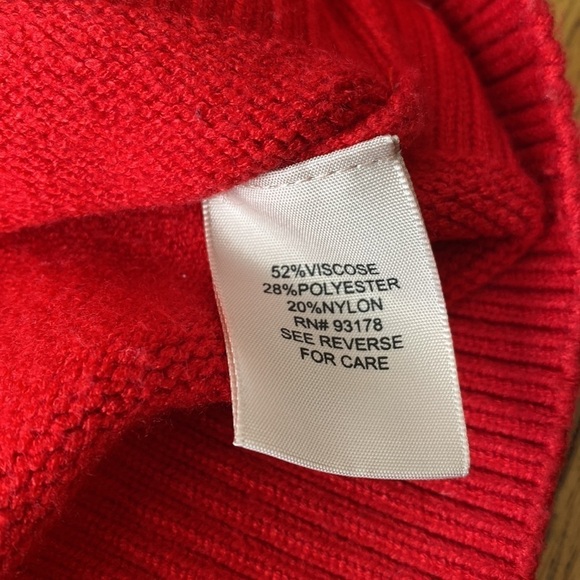 52%VISCOSE
28%POLYESTER
20%NYLON
RN# 93178
SEE REVERSE
FOR CARE